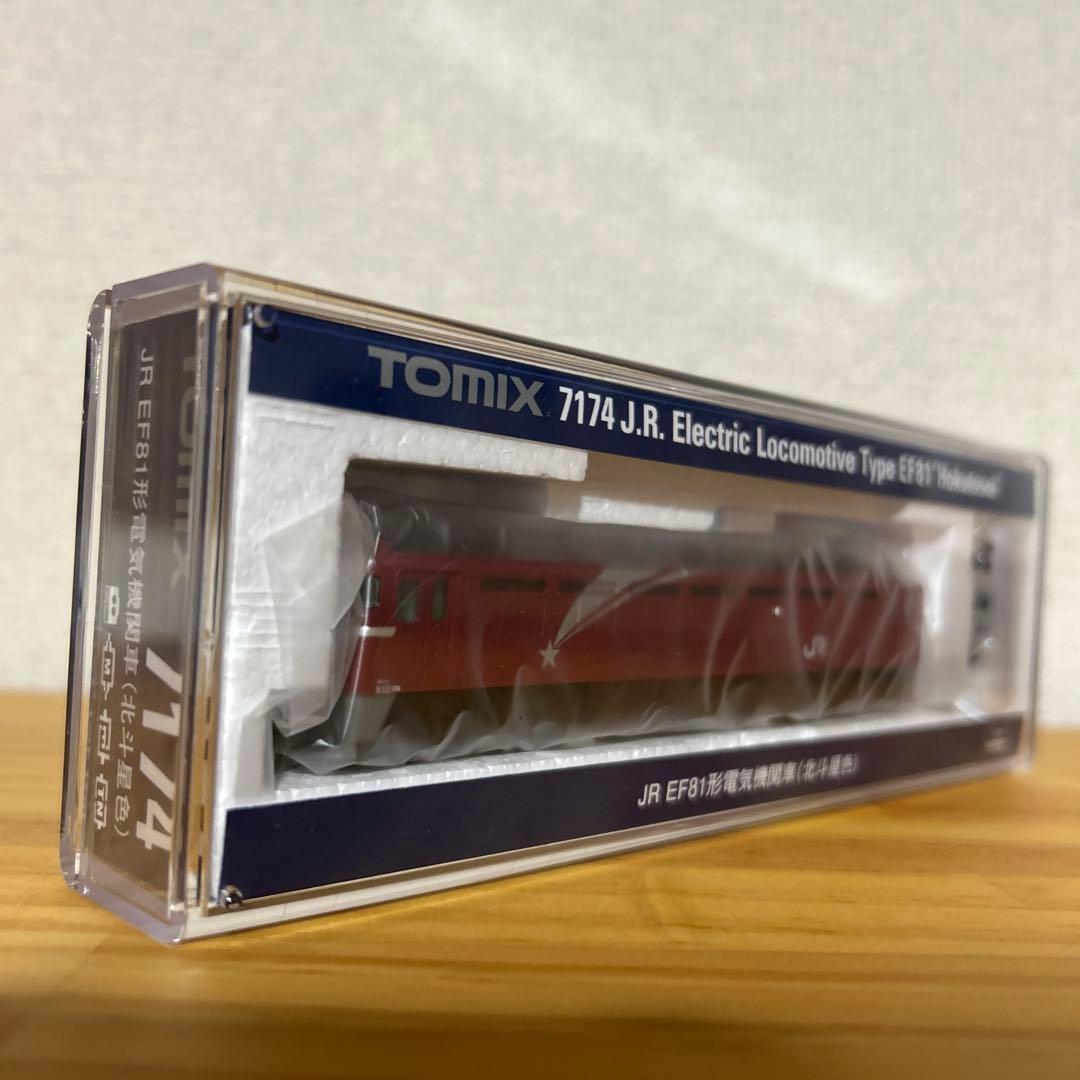 TOMIX 7174 J.R. Electric Locomotive Type EF81 "Hokutosei"
JR
JR EF81形電気機関車(北斗星色)
TOMIX
JR EF81形電気機関車(北斗星色)
7174
M T N